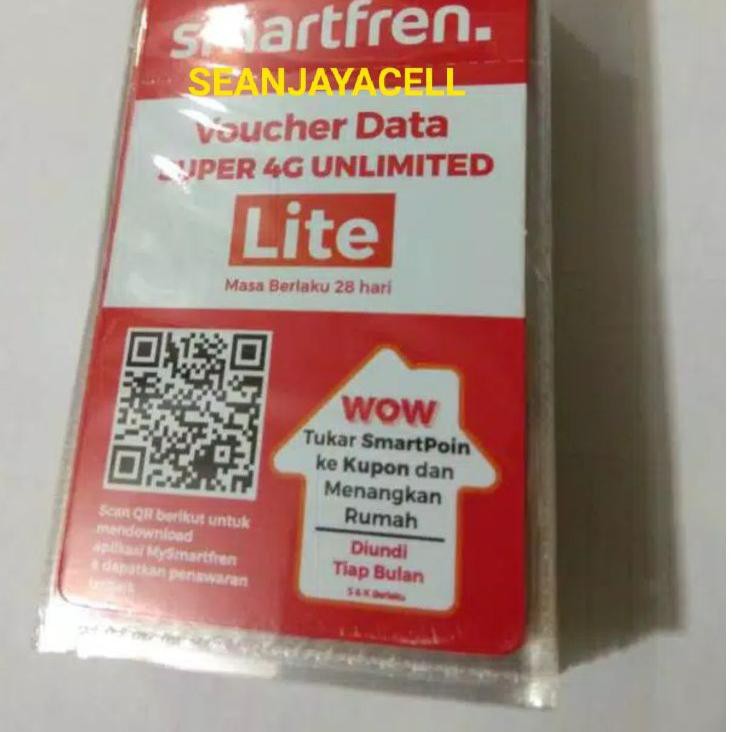 smartfren.
SEANJAYACELL
Voucher Data
SUPER 4G UNLIMITED
Lite
Masa Berlaku 28 hari
WOW
Tukar SmartPoin
ke Kupon dan
Menangkan
Rumah
Diundi
Tiap Bulan
S & K Berlaku
Scan QR berikut untuk
mendownload
aplikasi MySmartfren
& dapatkan penawaran